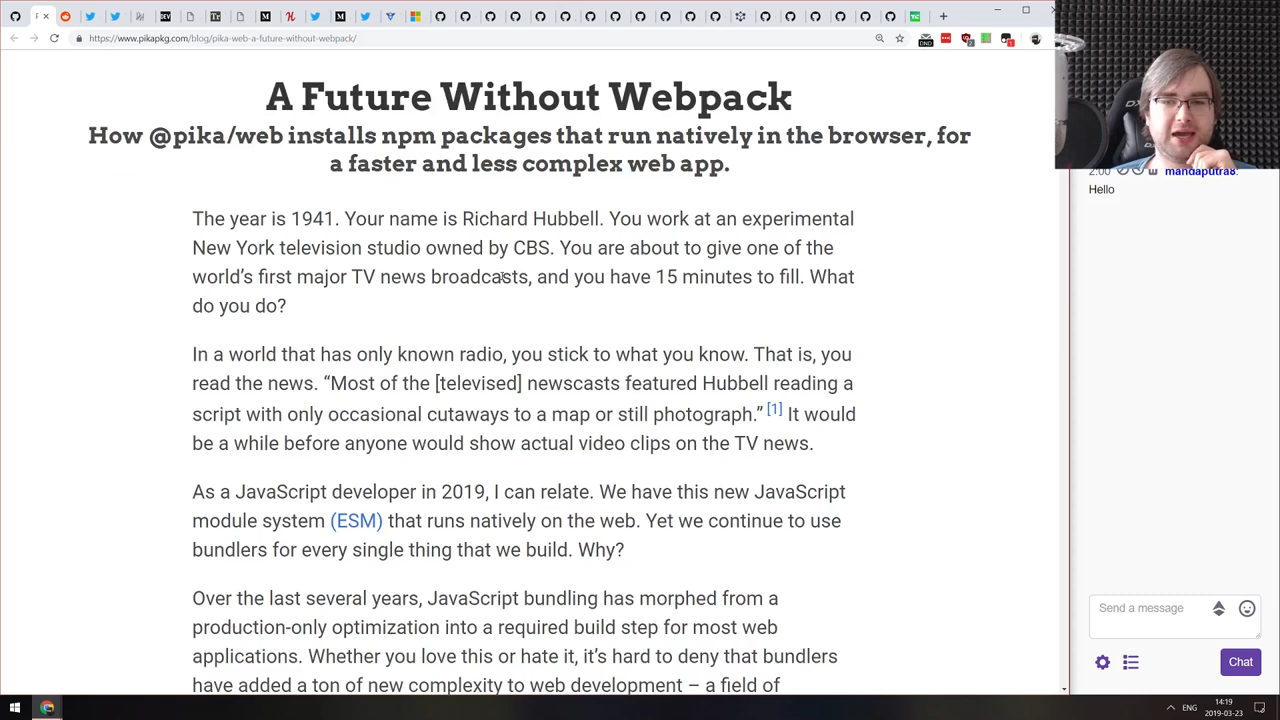 https://www.pikapkg.com/blog/pika-web-a-future-without-webpack/
A Future Without Webpack
How @pika/web installs npm packages that run natively in the browser, for
a faster and less complex web app.
The year is 1941. Your name is Richard Hubbell. You work at an experimental
New York television studio owned by CBS. You are about to give one of the
world’s first major TV news broadcasts, and you have 15 minutes to fill. What
do you do?
In a world that has only known radio, you stick to what you know. That is, you
read the news. “Most of the [televised] newscasts featured Hubbell reading a
script with only occasional cutaways to a map or still photograph.” [1] It would
be a while before anyone would show actual video clips on the TV news.
As a JavaScript developer in 2019, I can relate. We have this new JavaScript
module system (ESM) that runs natively on the web. Yet we continue to use
bundlers for every single thing that we build. Why?
Over the last several years, JavaScript bundling has morphed from a
production-only optimization into a required build step for most web
applications. Whether you love this or hate it, it’s hard to deny that bundlers
have added a ton of new complexity to web development – a field of
2:00 mandaputra8:
Hello
Send a message
Chat
ENG
14:19
2019-03-23